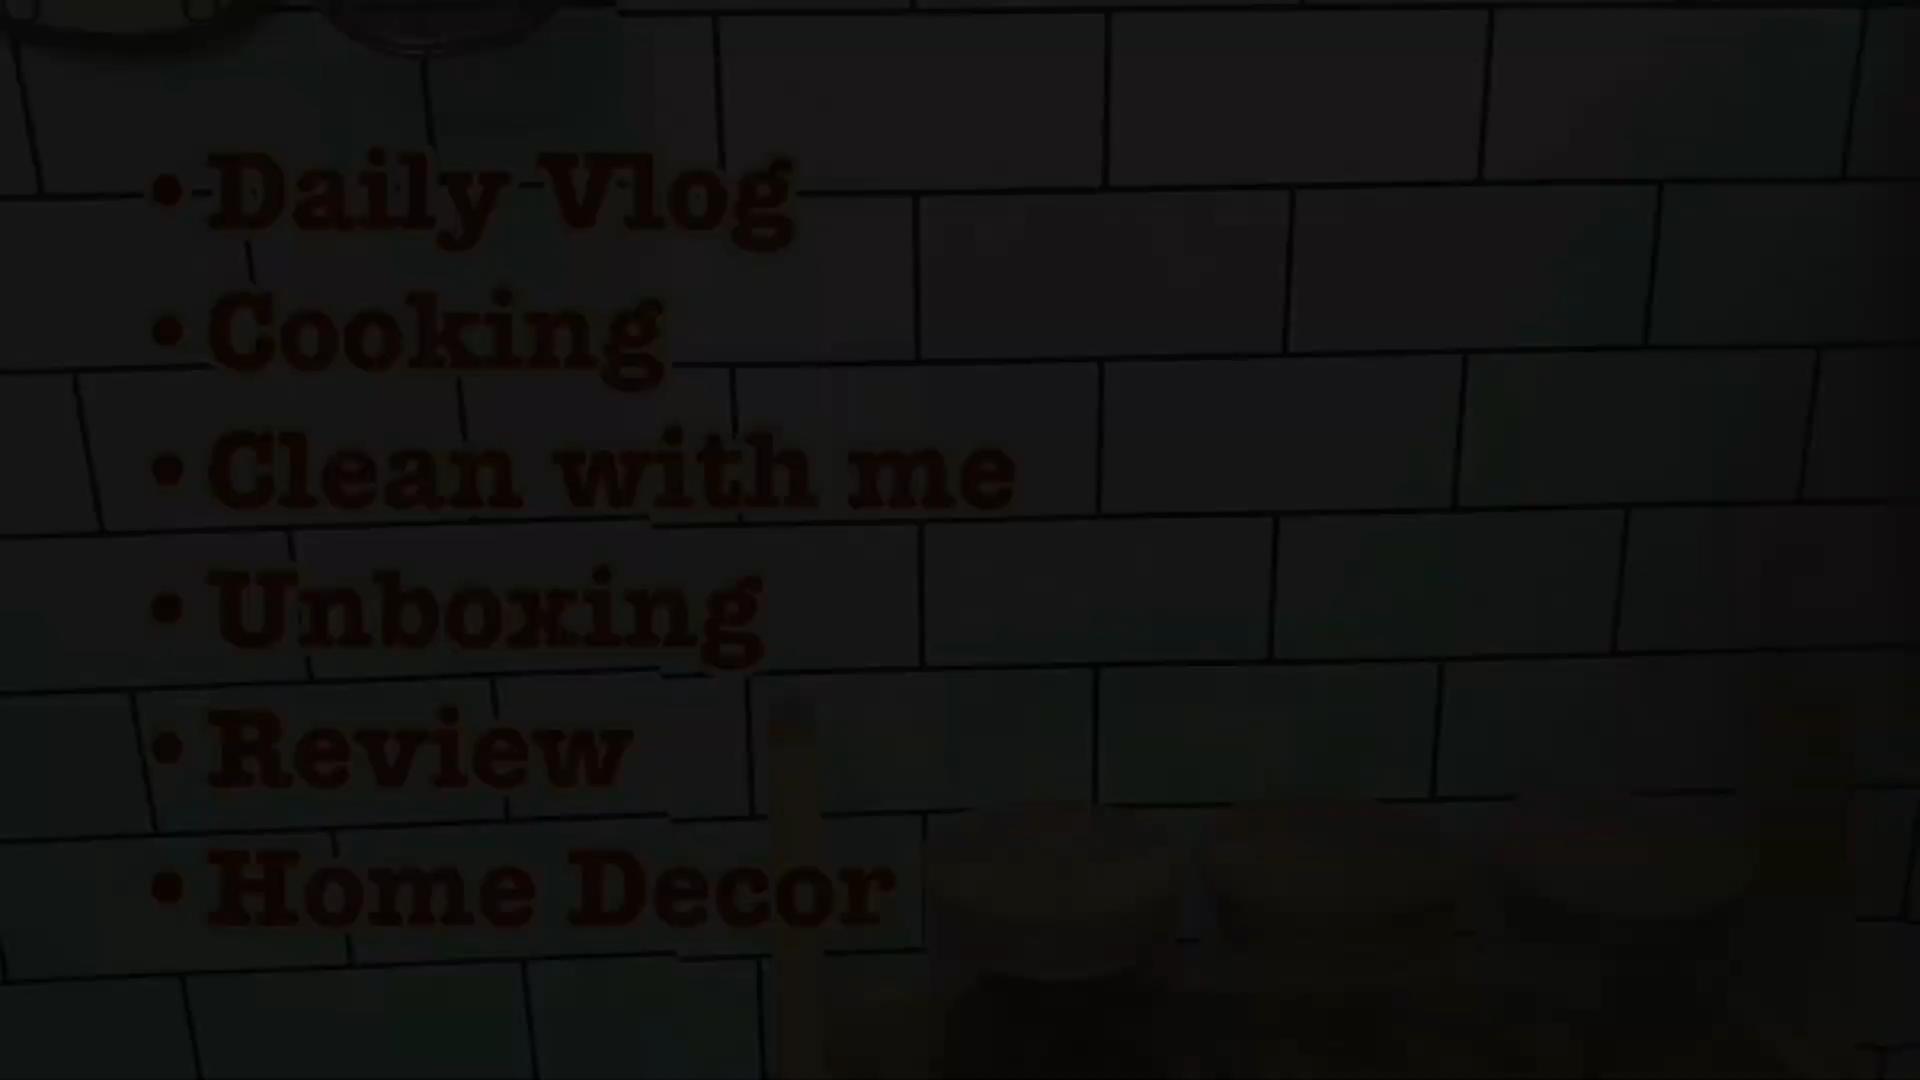 • Daily Vlog
• Cooking
• Clean with me
• Unboxing
• Review
• Home Decor